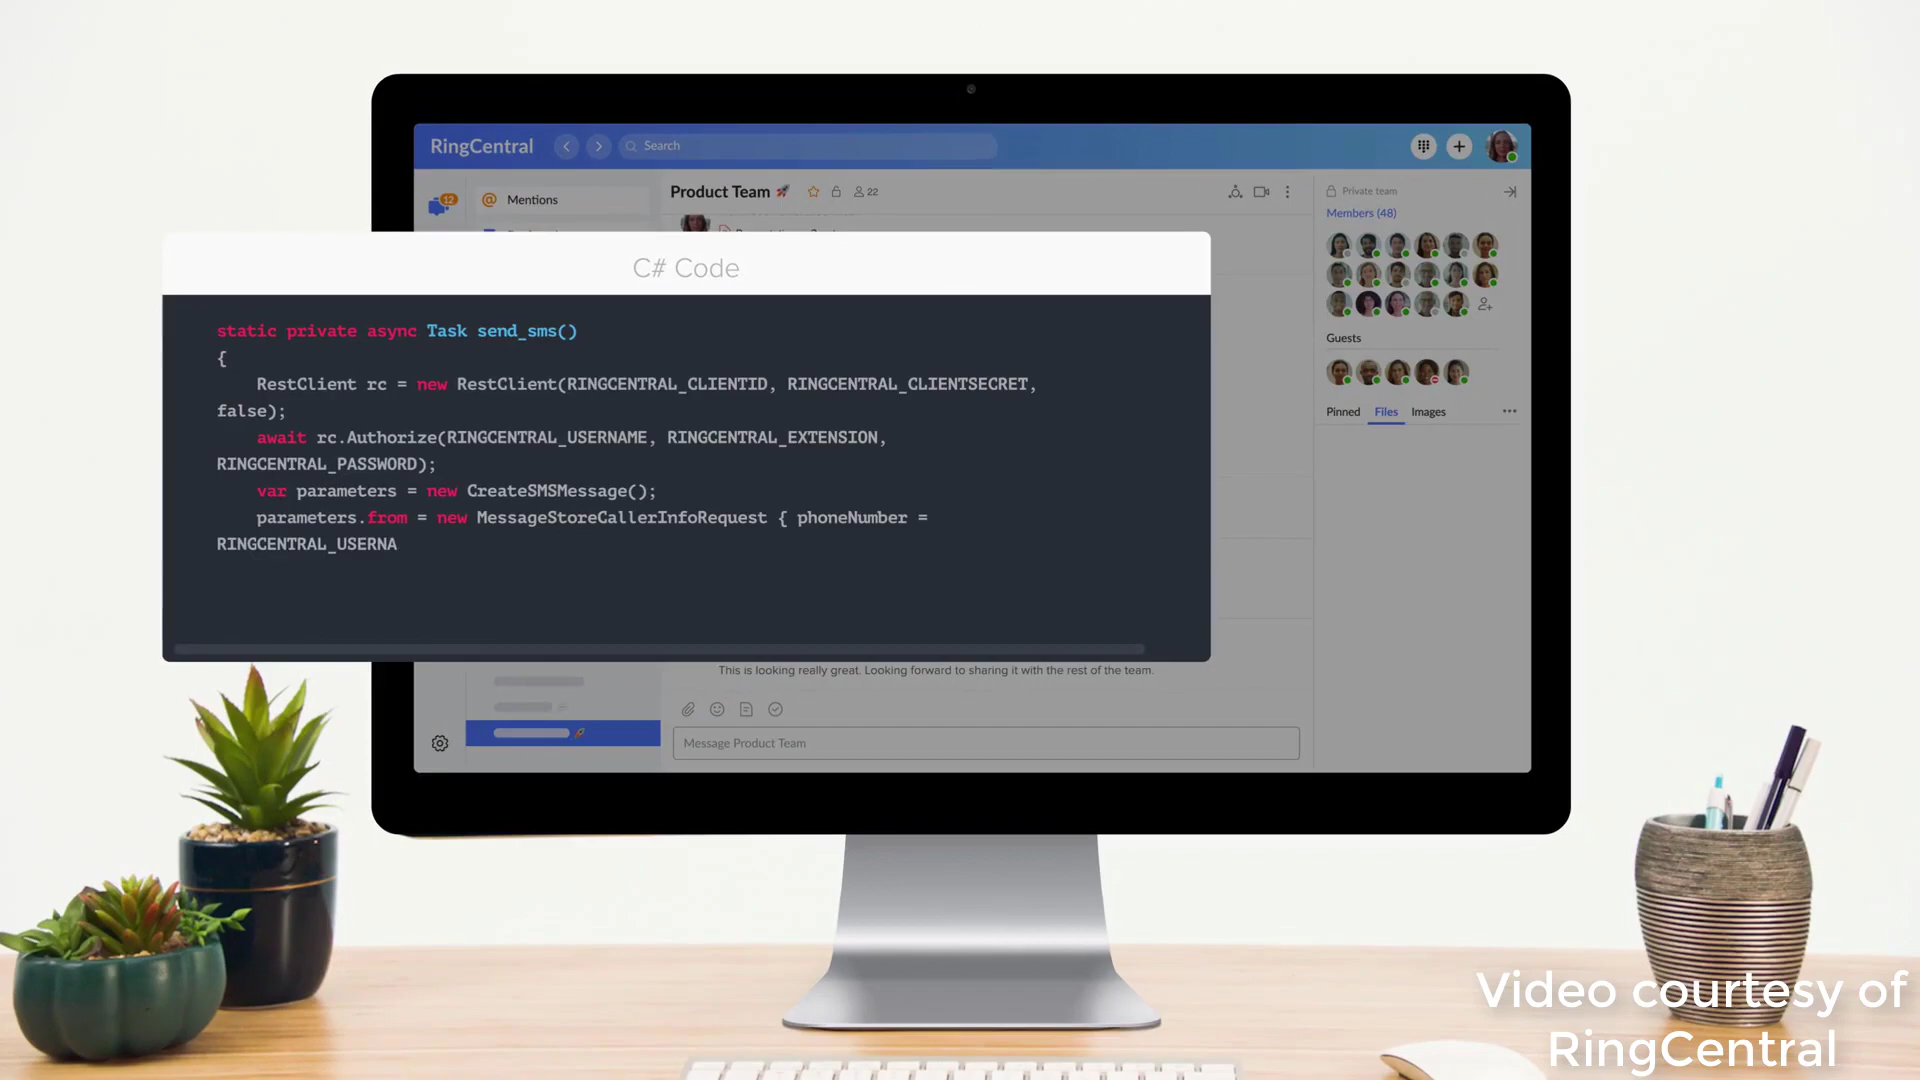 RingCentral
Search
12
Mentions
Product Team
22
Private team
Members (48)
C# Code
static private async Task send_sms()
{
RestClient rc = new RestClient(RINGCENTRAL_CLIENTID, RINGCENTRAL_CLIENTSECRET,
false);
await rc.Authorize(RINGCENTRAL_USERNAME, RINGCENTRAL_EXTENSION,
RINGCENTRAL_PASSWORD);
var parameters = new CreateSMSMessage();
parameters.from = new MessageStoreCallerInfoRequest { phoneNumber =
RINGCENTRAL_USERNA
Guests
Pinned Files Images
This is looking really great. Looking forward to sharing it with the rest of the team.
Message Product Team
Video courtesy of
RingCentral